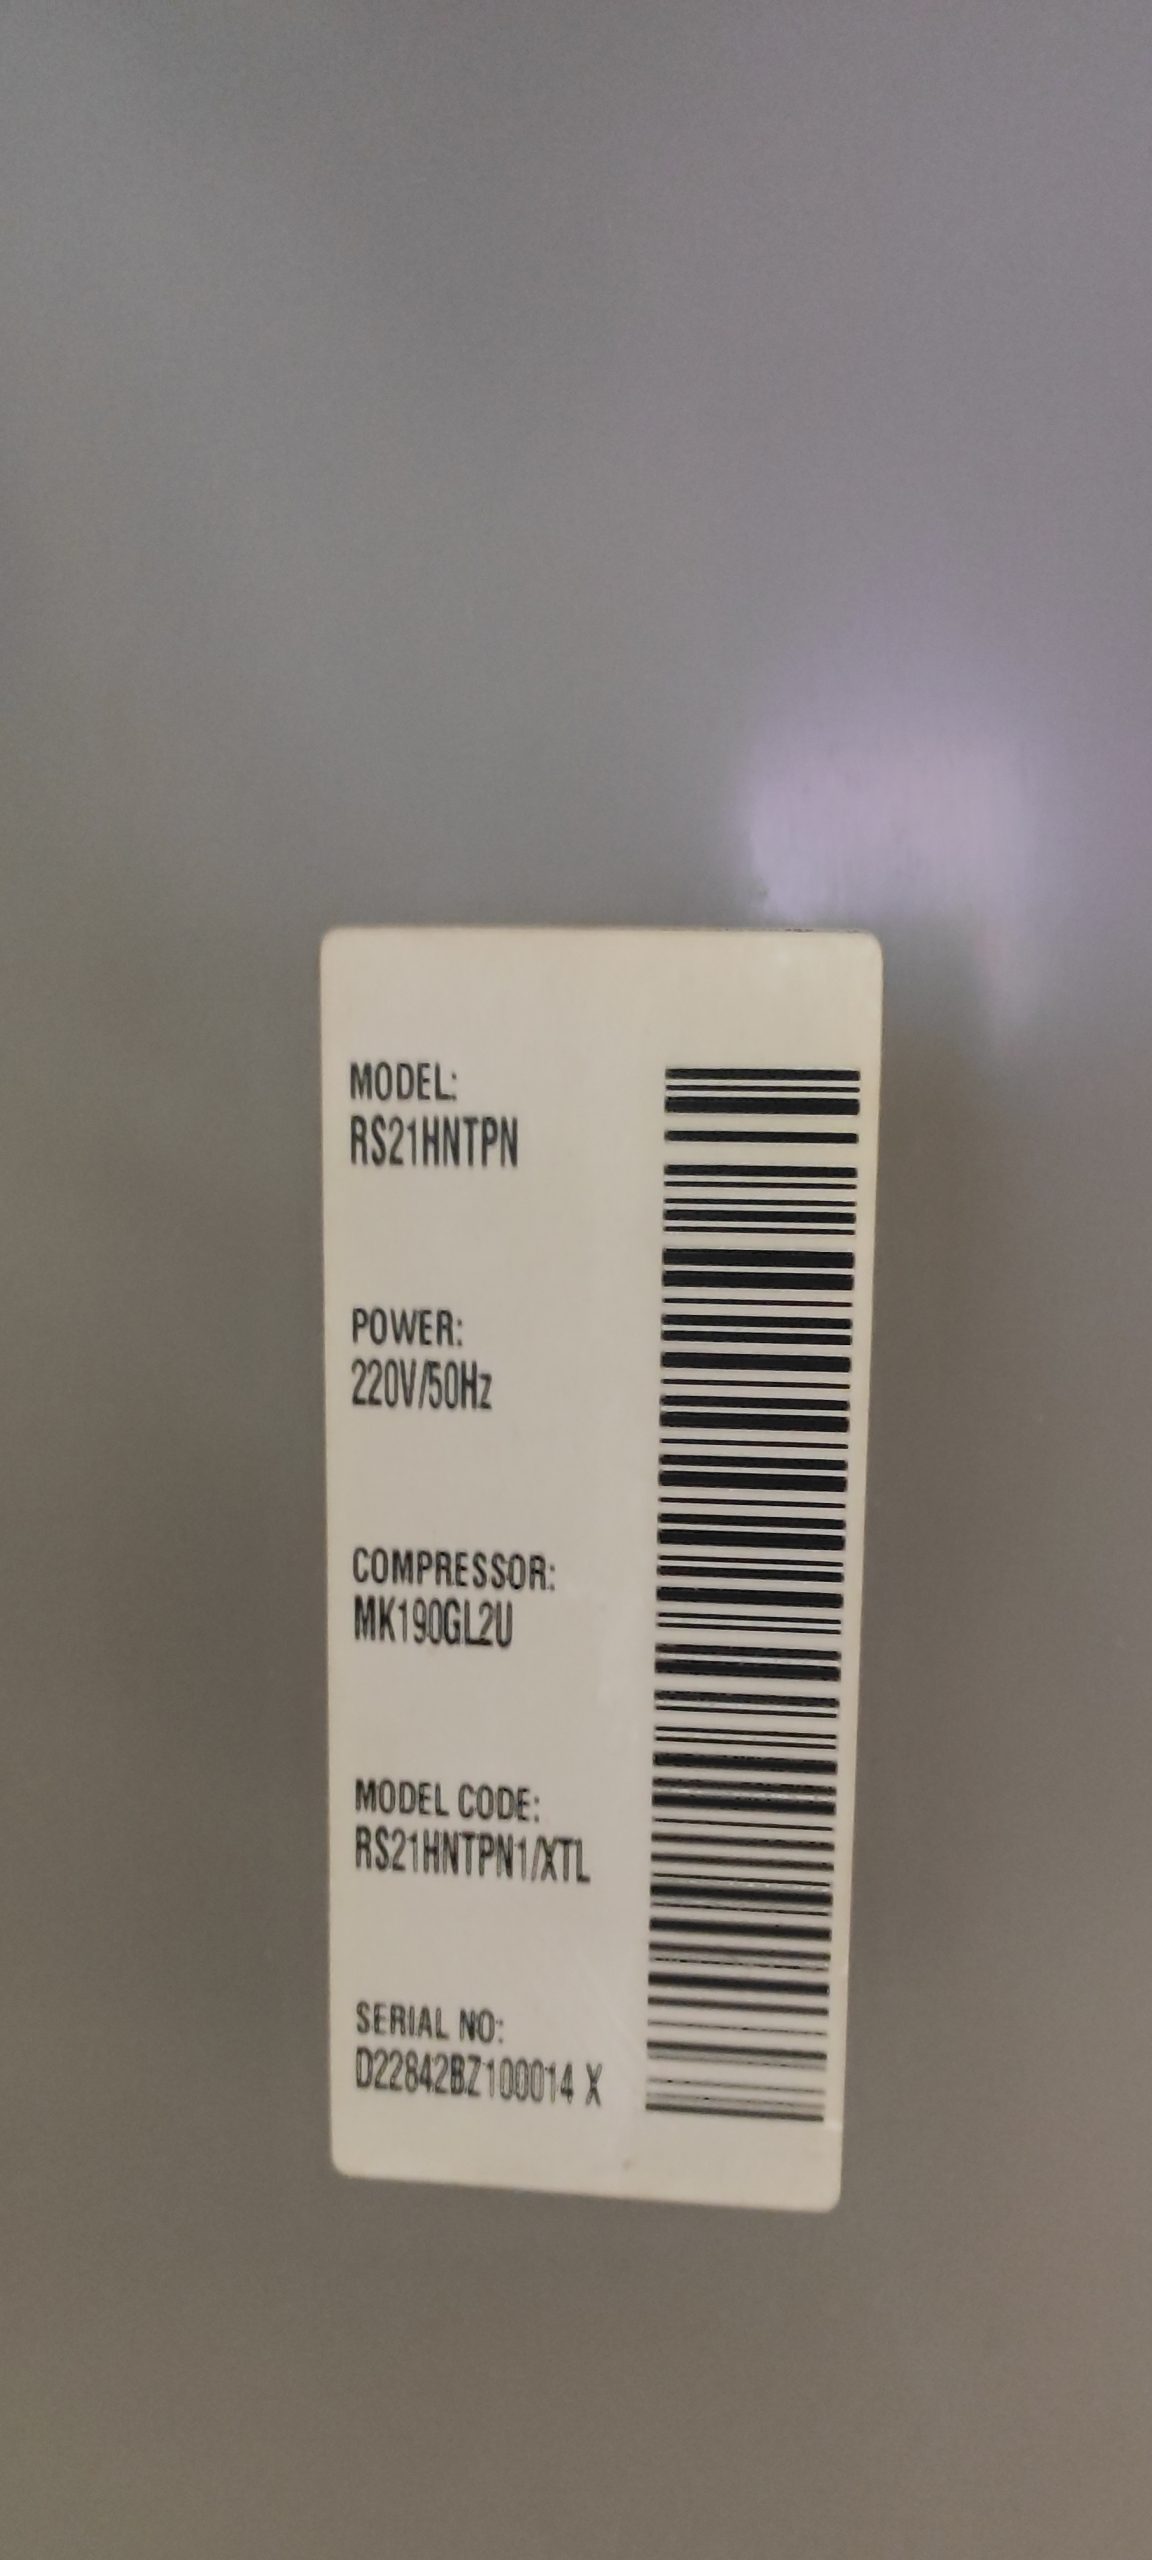 MODEL:
RS21HNTPN
POWER:
220V/50Hz
COMPRESSOR:
MK190GL2U
MODEL CODE:
RS21HNTPN1/XTL
SERIAL NO:
D22842BZ100014 X